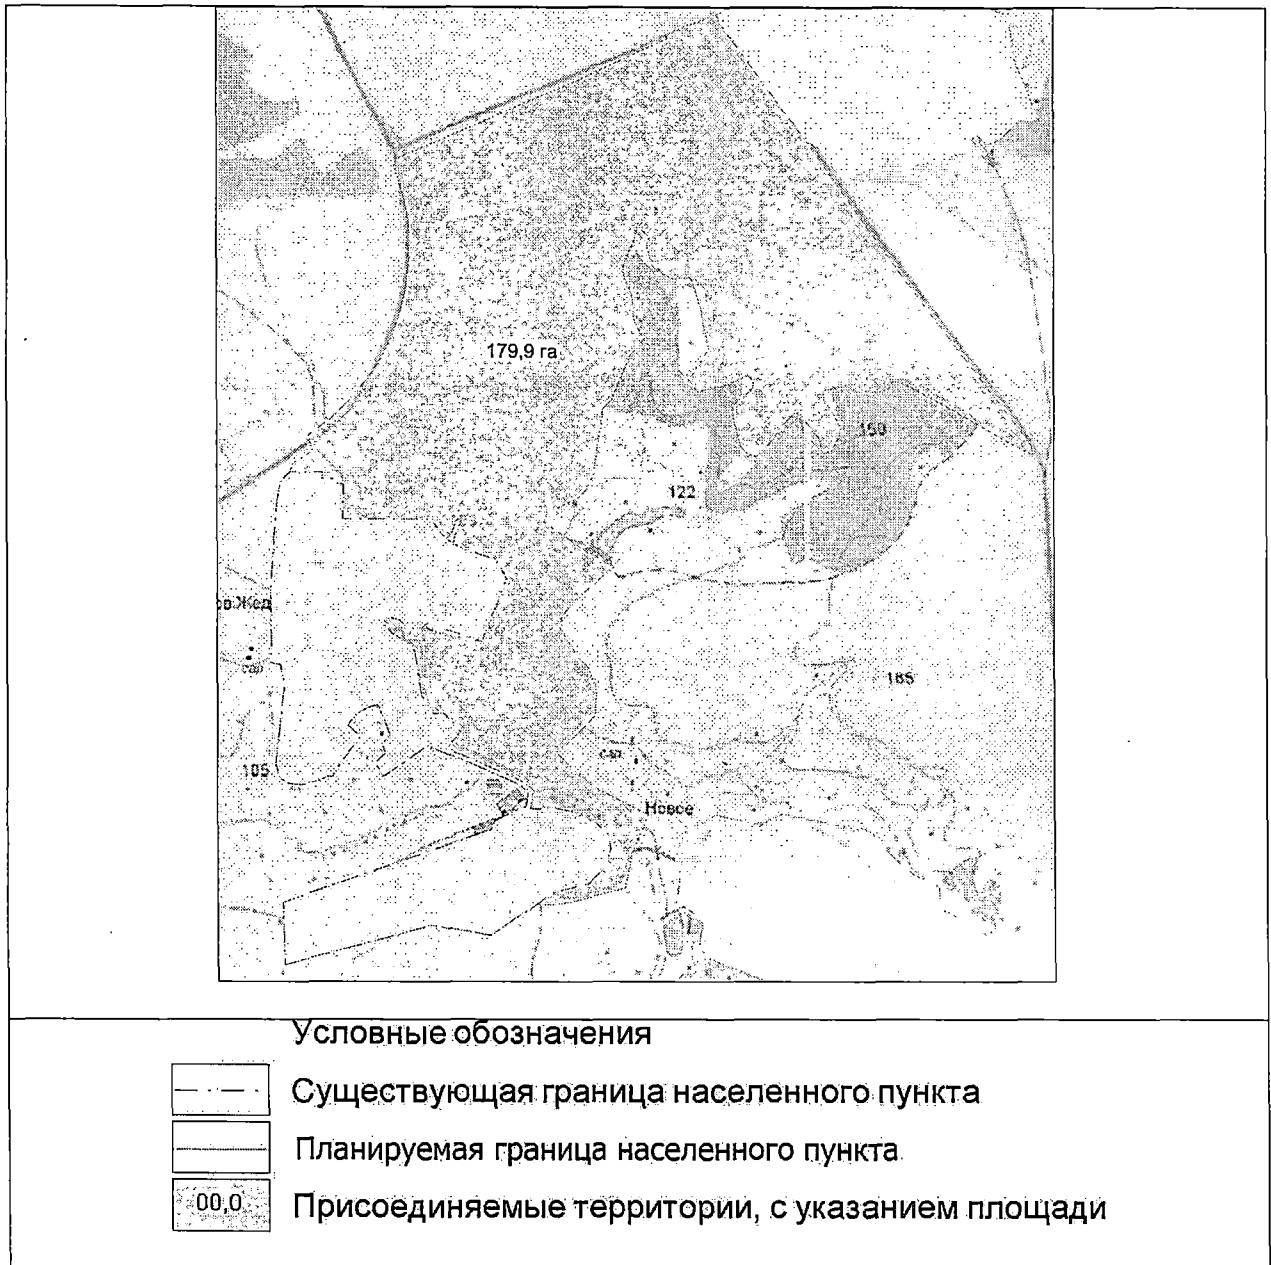 179,9 га
150
122
185
сар
105
Новое
Условные обозначения
Существующая граница населенного пункта
Планируемая граница населенного пункта
00,0 Присоединяемые территории, с указанием площади